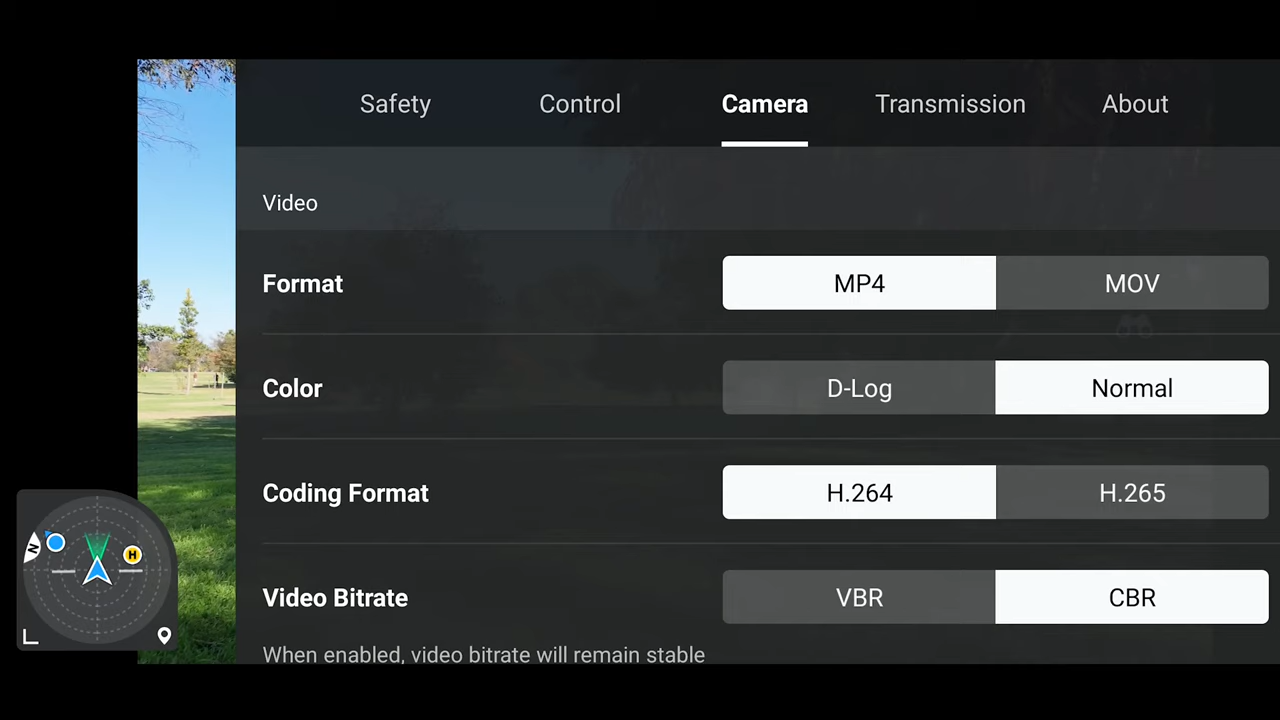 Safety Control Camera Transmission About
Video
Format MP4 MOV
Color D-Log Normal
Coding Format H.264 H.265
Video Bitrate VBR CBR
When enabled, video bitrate will remain stable
N
H